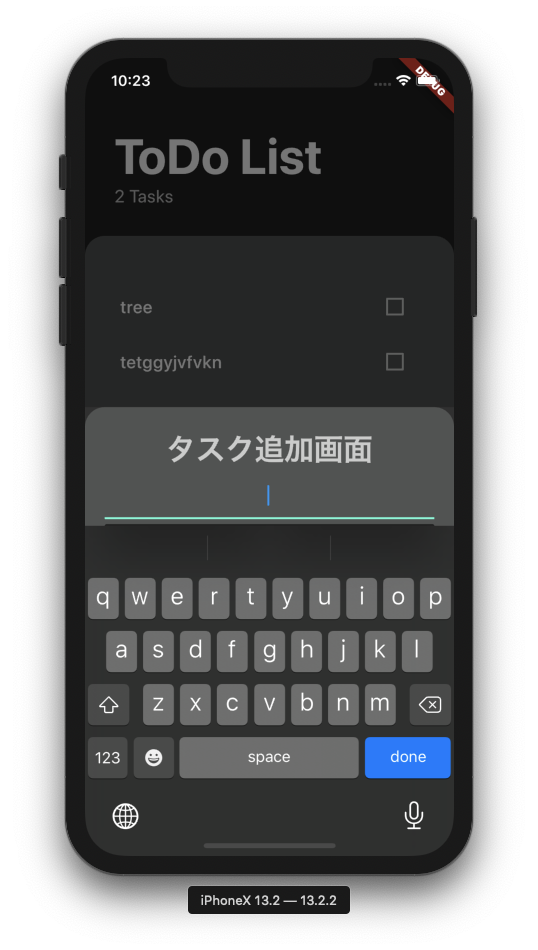 10:23
DEBUG
ToDo List
2 Tasks
tree
tetggyjvfvkn
タスク追加画面
q w e r t y u i o p
a s d f g h j k l
z x c v b n m
123 space done
iPhoneX 13.2 — 13.2.2